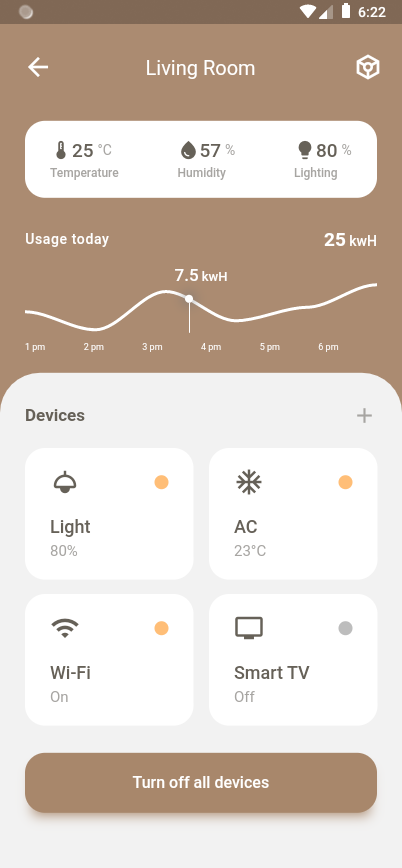 6:22
Living Room
25 °C 57 % 80 %
Temperature Humidity Lighting
Usage today 25 kwH
7.5 kwH
1 pm 2 pm 3 pm 4 pm 5 pm 6 pm
Devices
Light AC
80% 23°C
Wi-Fi Smart TV
On Off
Turn off all devices